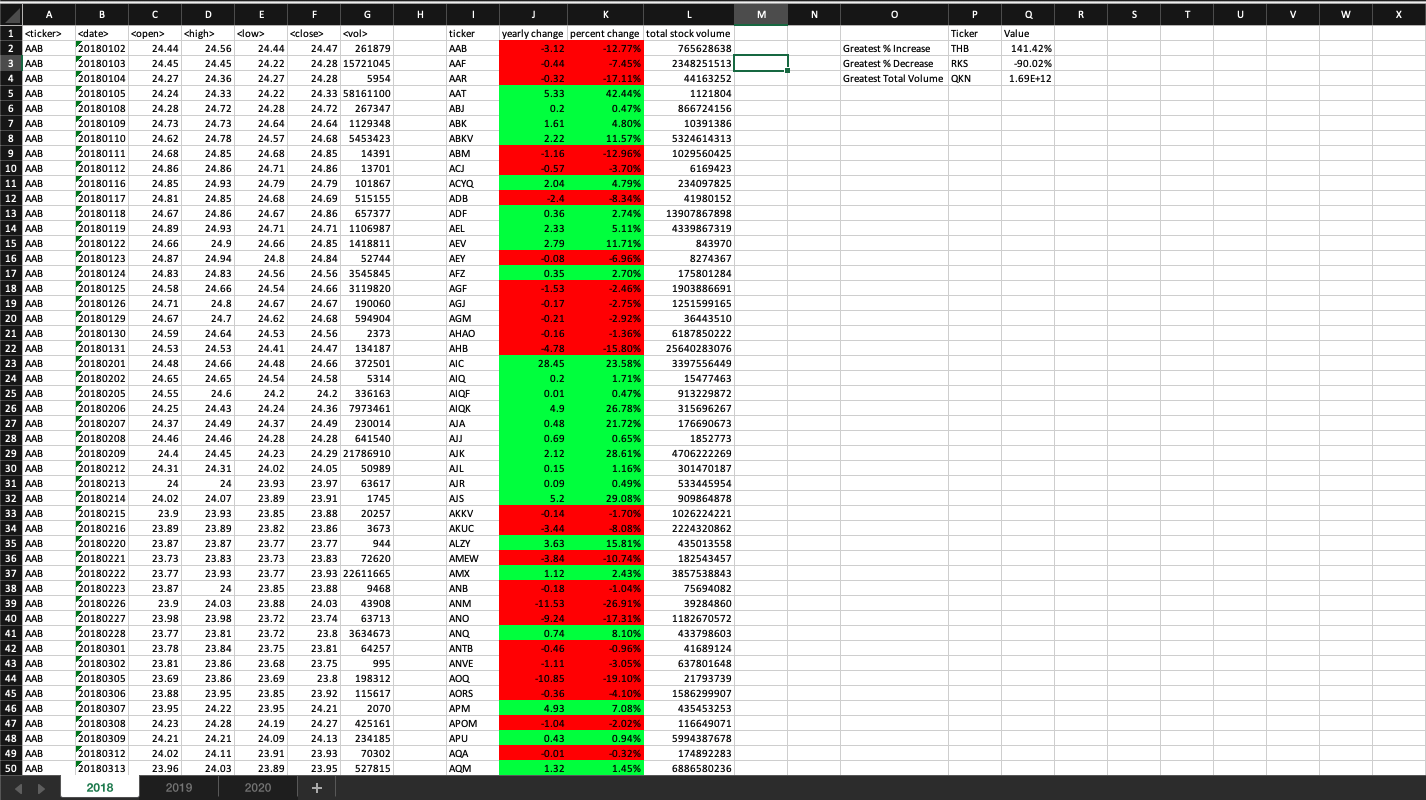 A B C D E F G H I J K L M N O P Q R S T U V W X
1 <ticker> <date> <open> <high> <low> <close> <vol> ticker yearly change percent change total stock volume Ticker Value
2 AAB 20180102 24.44 24.56 24.44 24.47 261879 AAB -3.12 -12.77% 765628638 Greatest % Increase THB 141.42%
3 AAB 20180103 24.45 24.45 24.27 24.28 15721045 AAF -0.44 -7.45% 2348251513 Greatest % Decrease RKS -90.02%
4 AAB 20180104 24.27 24.36 24.27 24.28 5954 AAR -0.32 -17.11% 44163252 Greatest Total Volume QKN 1.69E+12
5 AAB 20180105 24.24 24.33 24.22 24.33 58161100 AAT 5.33 42.44% 1121804
6 AAB 20180108 24.28 24.72 24.28 24.72 267347 ABJ 0.2 0.47% 866724156
7 AAB 20180109 24.73 24.73 24.64 24.64 1129348 ABK 1.61 4.80% 10391386
8 AAB 20180110 24.62 24.78 24.57 24.68 5453423 ABKV 2.22 11.57% 5324614313
9 AAB 20180111 24.68 24.85 24.68 24.85 14391 ABM -1.16 -12.96% 1029560425
10 AAB 20180112 24.86 24.86 24.71 24.86 13701 ACJ -0.57 -3.70% 6169423
11 AAB 20180116 24.85 24.93 24.79 24.79 101867 ACYQ 2.04 4.79% 234097825
12 AAB 20180117 24.81 24.85 24.68 24.69 515155 ADB -2.4 -8.34% 41980152
13 AAB 20180118 24.67 24.86 24.67 24.86 657377 ADF 0.36 2.74% 13907867898
14 AAB 20180119 24.89 24.93 24.71 24.71 1106987 AEL 2.33 5.11% 4339867319
15 AAB 20180122 24.66 24.9 24.66 24.85 1418811 AEV 2.79 11.71% 843970
16 AAB 20180123 24.87 24.94 24.8 24.84 52744 AEY -0.08 -6.96% 8274367
17 AAB 20180124 24.83 24.83 24.56 24.56 3545845 AFZ 0.35 2.70% 175801284
18 AAB 20180125 24.58 24.66 24.54 24.66 3119820 AGF -1.53 -2.46% 1903886691
19 AAB 20180126 24.71 24.8 24.67 24.67 190060 AGJ -0.17 -2.75% 1251599165
20 AAB 20180129 24.67 24.7 24.62 24.68 594904 AGM -0.21 -2.92% 36443510
21 AAB 20180130 24.59 24.64 24.53 24.56 2373 AHAO -0.16 -1.36% 6187850222
22 AAB 20180131 24.53 24.53 24.41 24.47 134187 AHB -4.78 -15.80% 25640283076
23 AAB 20180201 24.48 24.66 24.48 24.66 372501 AIC 28.45 23.58% 3397556449
24 AAB 20180202 24.65 24.65 24.54 24.58 5314 AIQ 0.2 1.71% 15477463
25 AAB 20180205 24.55 24.6 24.2 24.2 336163 AIQF 0.01 0.47% 913229872
26 AAB 20180206 24.25 24.43 24.24 24.36 7973461 AIQK 4.9 26.78% 315696267
27 AAB 20180207 24.37 24.49 24.37 24.49 230014 AJA 0.48 21.72% 176690673
28 AAB 20180208 24.46 24.46 24.28 24.28 641540 AJJ 0.69 0.65% 1852773
29 AAB 20180209 24.4 24.45 24.23 24.29 21786910 AJK 2.12 28.61% 4706222269
30 AAB 20180212 24.31 24.31 24.02 24.05 50989 AJL 0.15 1.16% 301470187
31 AAB 20180213 24 24 23.93 23.97 63617 AJR 0.09 0.49% 533445954
32 AAB 20180214 24.02 24.07 23.89 23.91 1745 AJS 5.2 29.08% 909864878
33 AAB 20180215 23.9 23.93 23.85 23.88 20257 AKKV -0.14 -1.70% 1026224221
34 AAB 20180216 23.89 23.89 23.82 23.86 3673 AKUC -3.44 -8.08% 2224320862
35 AAB 20180220 23.87 23.87 23.77 23.77 944 ALZY 3.63 15.81% 435013558
36 AAB 20180221 23.73 23.83 23.73 23.83 72620 AMEW -3.84 -10.74% 182543457
37 AAB 20180222 23.77 23.93 23.77 23.93 22611665 AMX 1.12 2.43% 3857538843
38 AAB 20180223 23.87 24 23.85 23.88 9468 ANB -0.18 -1.04% 75694082
39 AAB 20180226 23.9 24.03 23.88 24.03 43908 ANM -11.53 -26.91% 39284860
40 AAB 20180227 23.98 23.98 23.72 23.74 63713 ANO -9.24 -17.31% 1182670572
41 AAB 20180228 23.77 23.81 23.72 23.8 3634673 ANQ 0.74 8.10% 433798603
42 AAB 20180301 23.78 23.84 23.75 23.81 64257 ANTB -0.46 -0.96% 41689124
43 AAB 20180302 23.81 23.86 23.68 23.75 995 ANVE -1.11 -3.05% 637801648
44 AAB 20180305 23.69 23.86 23.69 23.8 198312 AOQ -10.85 -19.10% 21793739
45 AAB 20180306 23.88 23.95 23.85 23.92 115617 AORS -0.36 -4.10% 1586299907
46 AAB 20180307 23.95 24.22 23.95 24.21 2070 APM 4.93 7.08% 435453253
47 AAB 20180308 24.23 24.28 24.19 24.27 425161 APOM -1.04 -2.02% 116649071
48 AAB 20180309 24.21 24.21 24.09 24.13 234185 APU 0.43 0.94% 5994387678
49 AAB 20180312 24.02 24.11 23.91 23.93 70302 AQA -0.01 -0.32% 174892283
50 AAB 20180313 23.96 24.03 23.89 23.95 527815 AQM 1.32 1.45% 6886580236
2018 2019 2020 +